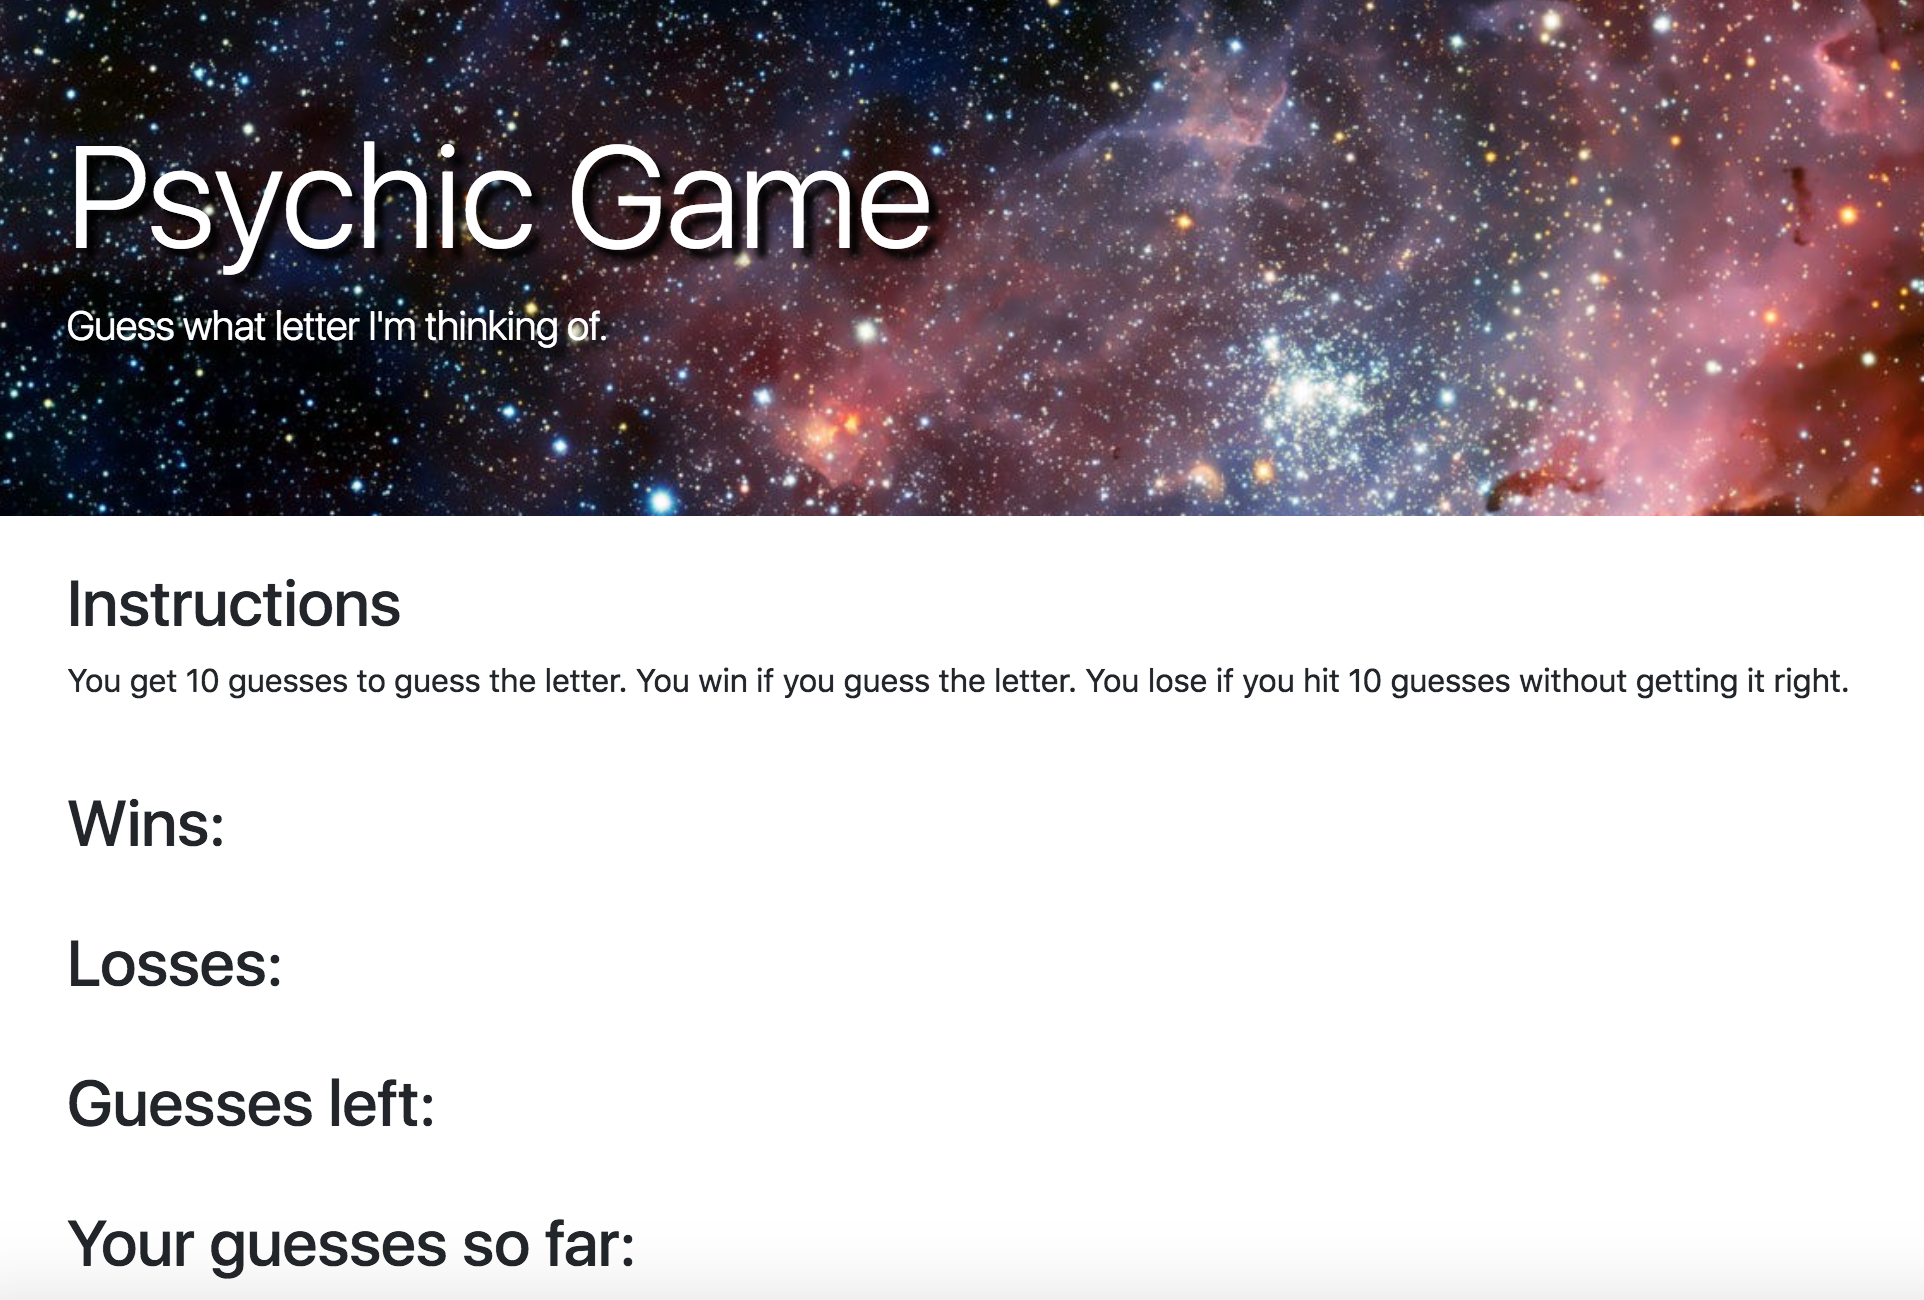 Psychic Game
Guess what letter I'm thinking of.
Instructions
You get 10 guesses to guess the letter. You win if you guess the letter. You lose if you hit 10 guesses without getting it right.
Wins:
Losses:
Guesses left:
Your guesses so far: